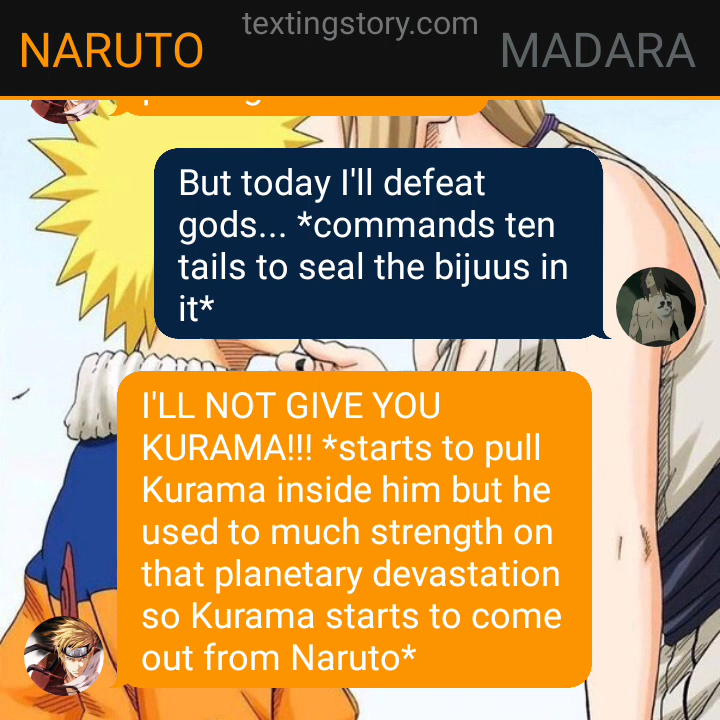 textingstory.com
NARUTO
MADARA
But today I'll defeat
gods... *commands ten
tails to seal the bijuus in
it*
I'LL NOT GIVE YOU
KURAMA!!! *starts to pull
Kurama inside him but he
used to much strength on
that planetary devastation
so Kurama starts to come
out from Naruto*